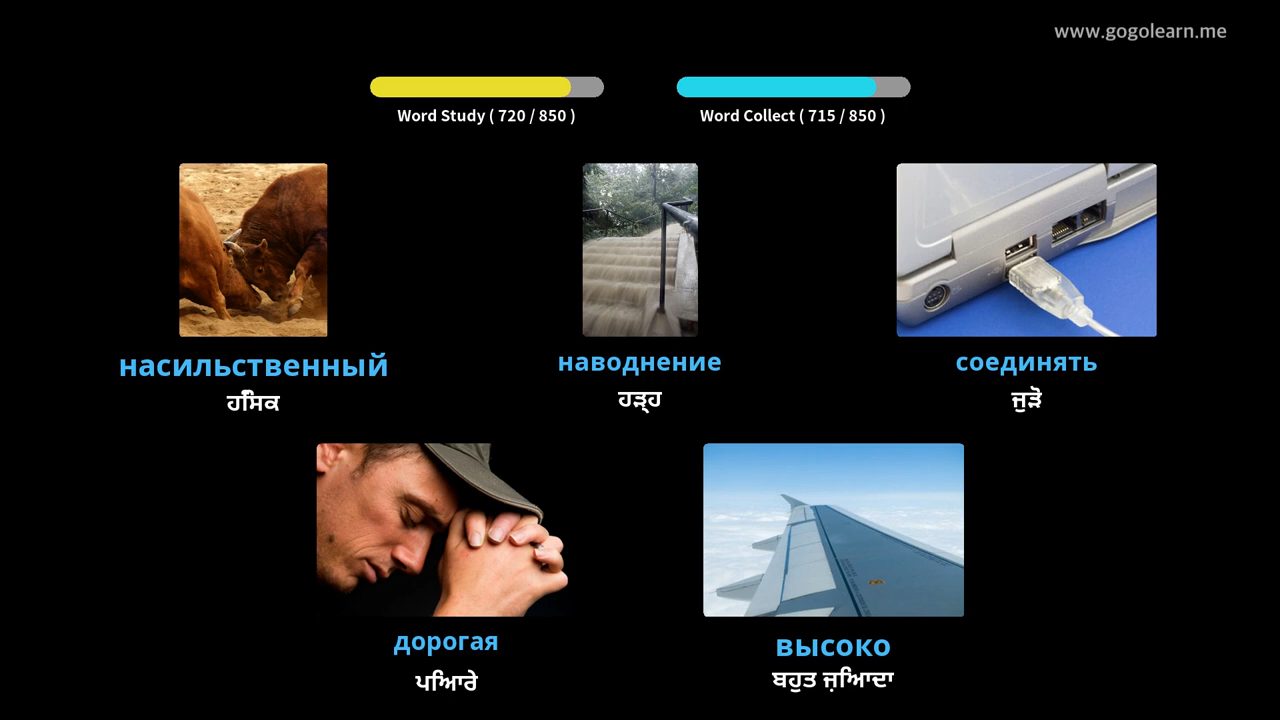 www.gogolearn.me
Word Study ( 720 / 850 )
Word Collect ( 715 / 850 )
насильственный
наводнение
соединять
ਹਿੰਸਕ
ਹੜ੍ਹ
ਜੁੜੋ
дорогая
высоко
ਪਿਆਰੇ
ਬਹੁਤ ਜ਼ਿਆਦਾ